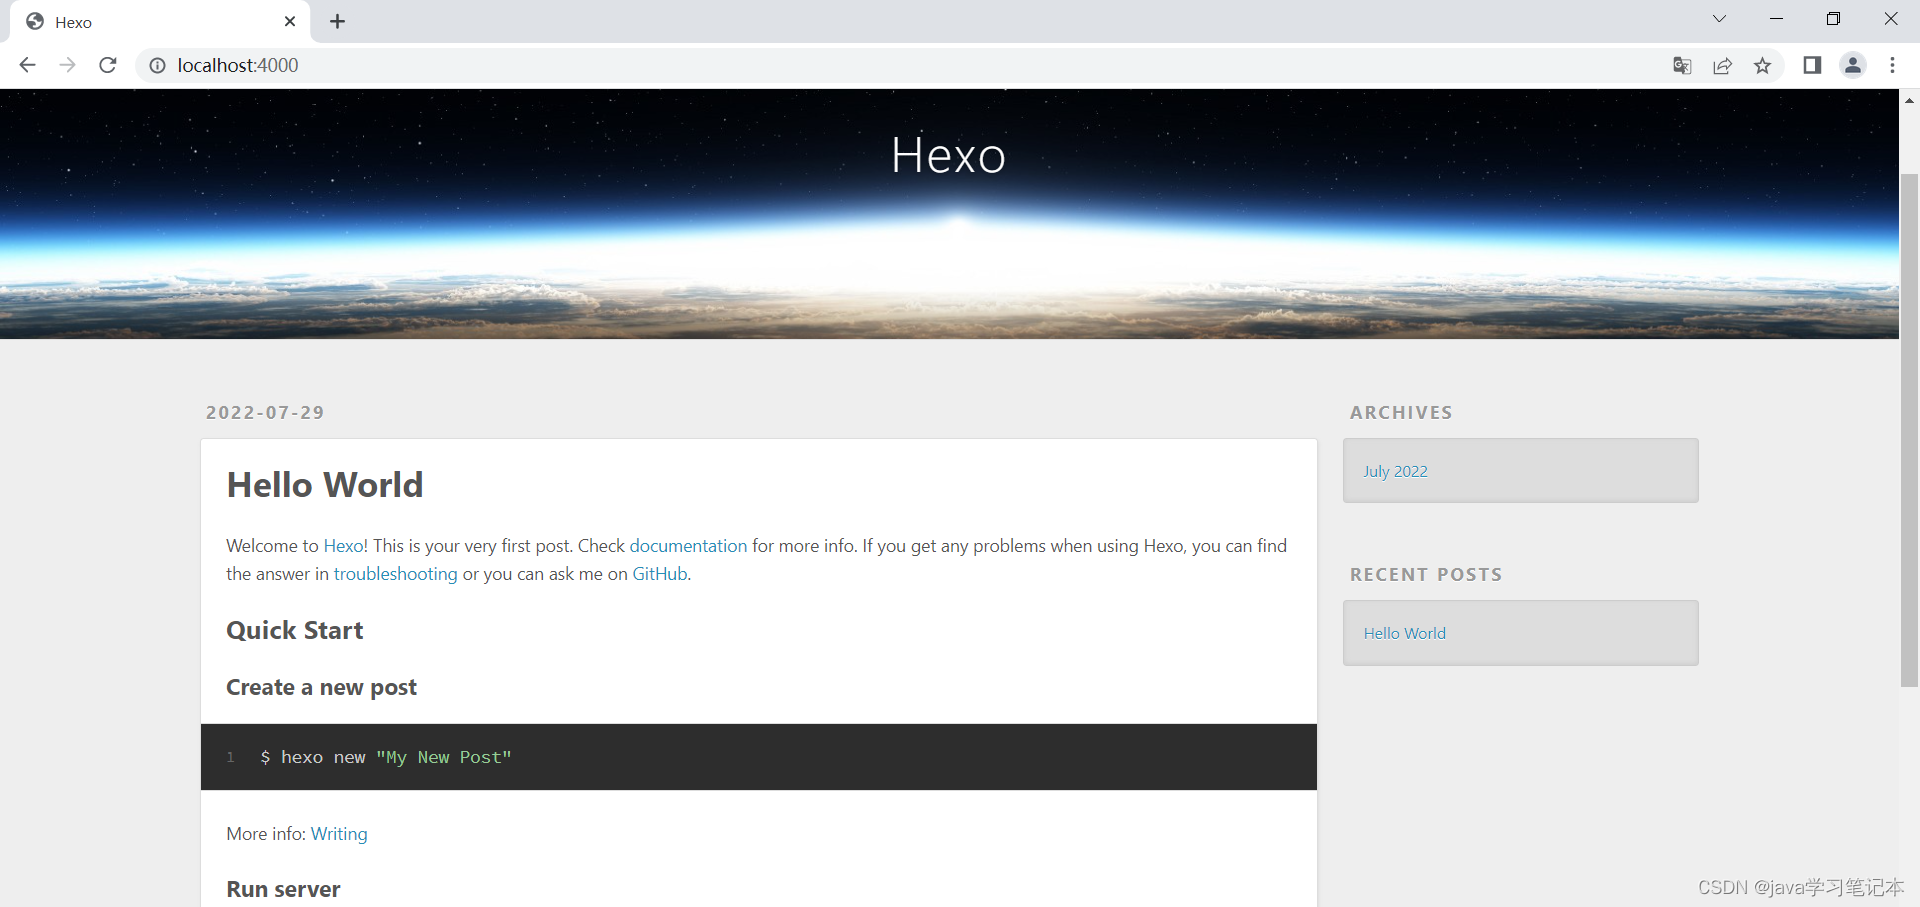 Hexo
localhost:4000
Hexo
2022-07-29
Hello World
Welcome to Hexo! This is your very first post. Check documentation for more info. If you get any problems when using Hexo, you can find
the answer in troubleshooting or you can ask me on GitHub.
Quick Start
Create a new post
1 $ hexo new "My New Post"
More info: Writing
Run server
ARCHIVES
July 2022
RECENT POSTS
Hello World
CSDN @java学习笔记本